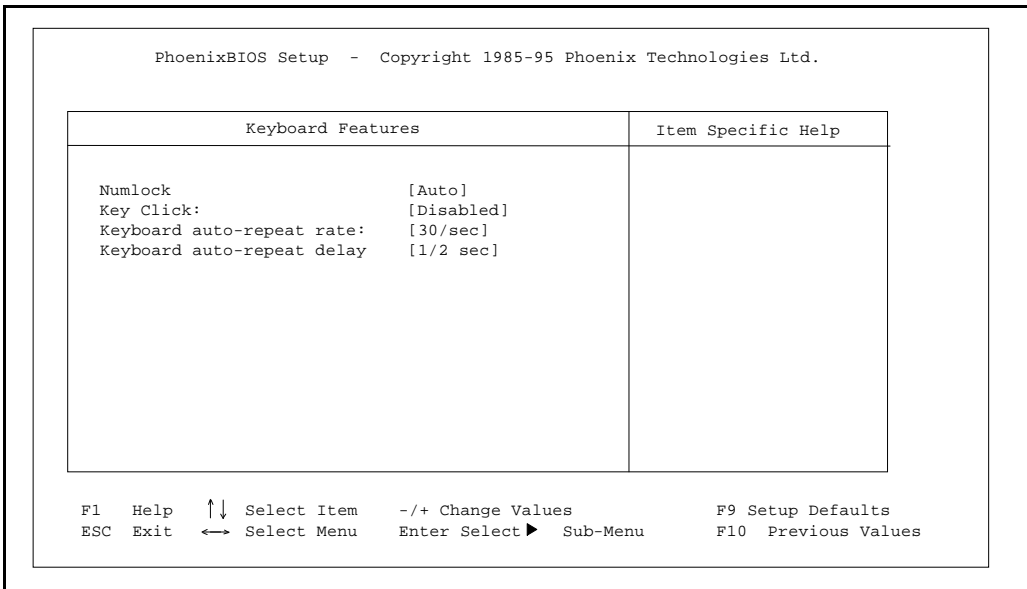 PhoenixBIOS Setup - Copyright 1985-95 Phoenix Technologies Ltd.
Keyboard Features Item Specific Help
Numlock [Auto]
Key Click: [Disabled]
Keyboard auto-repeat rate: [30/sec]
Keyboard auto-repeat delay [1/2 sec]
F1 Help ↑↓ Select Item -/+ Change Values F9 Setup Defaults
ESC Exit ↔ Select Menu Enter Select ▶ Sub-Menu F10 Previous Values